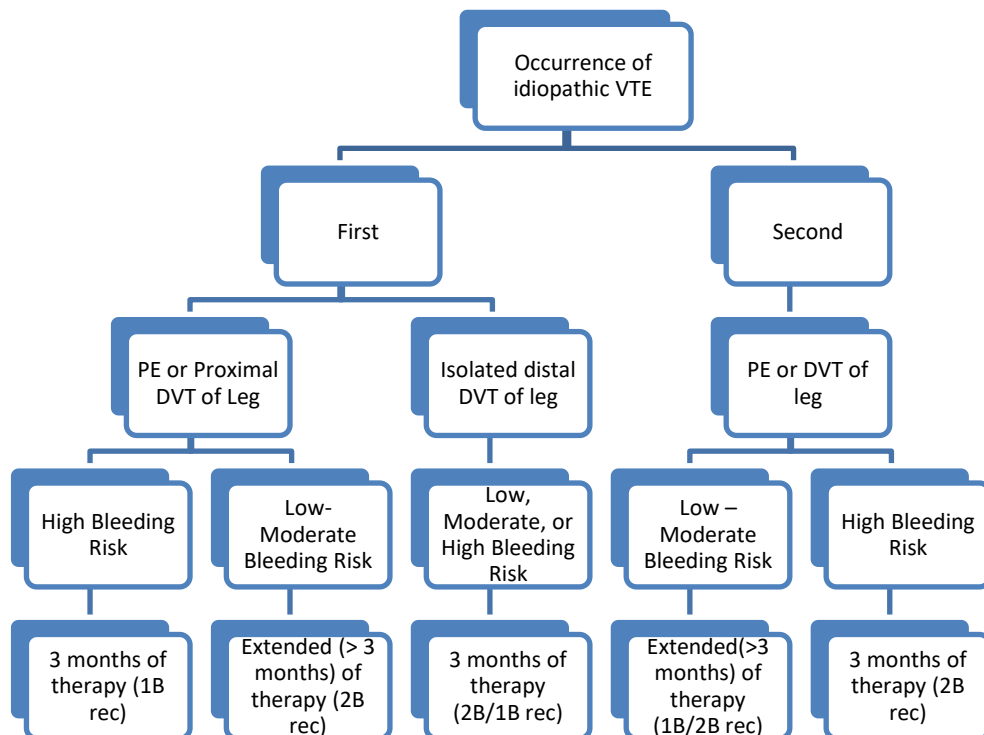 Occurrence of
idiopathic VTE
First
Second
PE or Proximal
DVT of Leg
Isolated distal
DVT of leg
PE or DVT of
leg
High Bleeding
Risk
Low-
Moderate
Bleeding Risk
Low,
Moderate, or
High Bleeding
Risk
Low –
Moderate
Bleeding Risk
High Bleeding
Risk
3 months of
therapy (1B
rec)
Extended (> 3
months) of
therapy (2B
rec)
3 months of
therapy
(2B/1B rec)
Extended(>3
months) of
therapy
(1B/2B rec)
3 months of
therapy (2B
rec)